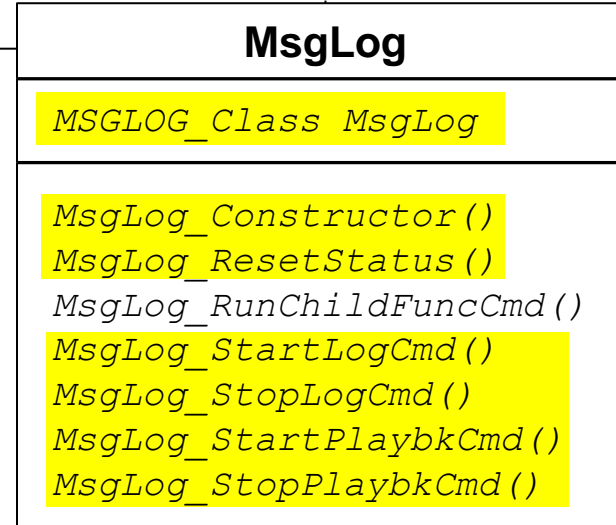 MsgLog
MSGLOG_Class MsgLog
MsgLog_Constructor()
MsgLog_ResetStatus()
MsgLog_RunChildFuncCmd()
MsgLog_StartLogCmd()
MsgLog_StopLogCmd()
MsgLog_StartPlaybkCmd()
MsgLog_StopPlaybkCmd()